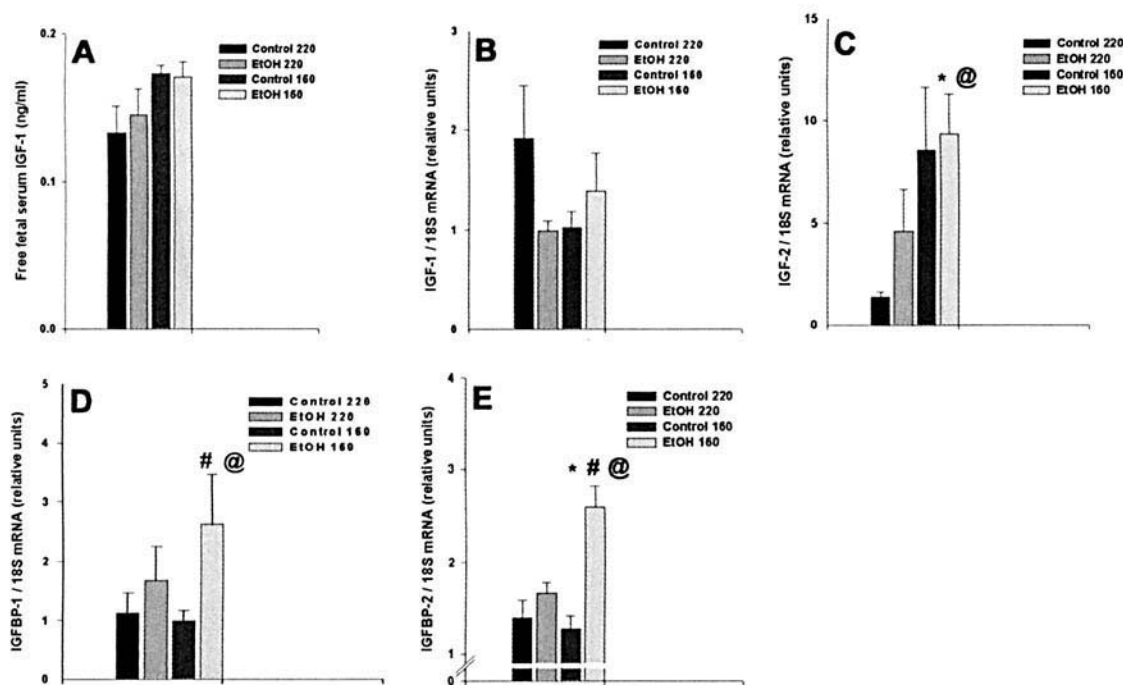 A
Free fetal serum IGF-1 (ng/ml)
0.2
0.1
0.0
Control 220
EtOH 220
Control 160
EtOH 160
B
IGF-1 / 18S mRNA (relative units)
3
2
1
0
Control 220
EtOH 220
Control 160
EtOH 160
C
IGF-2 / 18S mRNA (relative units)
15
10
5
0
Control 220
EtOH 220
Control 160
EtOH 160
* @
D
IGFBP-1 / 18S mRNA (relative units)
5
4
3
2
1
0
Control 220
EtOH 220
Control 160
EtOH 160
# @
E
IGFBP-2 / 18S mRNA (relative units)
4
3
2
1
0
Control 220
EtOH 220
Control 160
EtOH 160
* # @